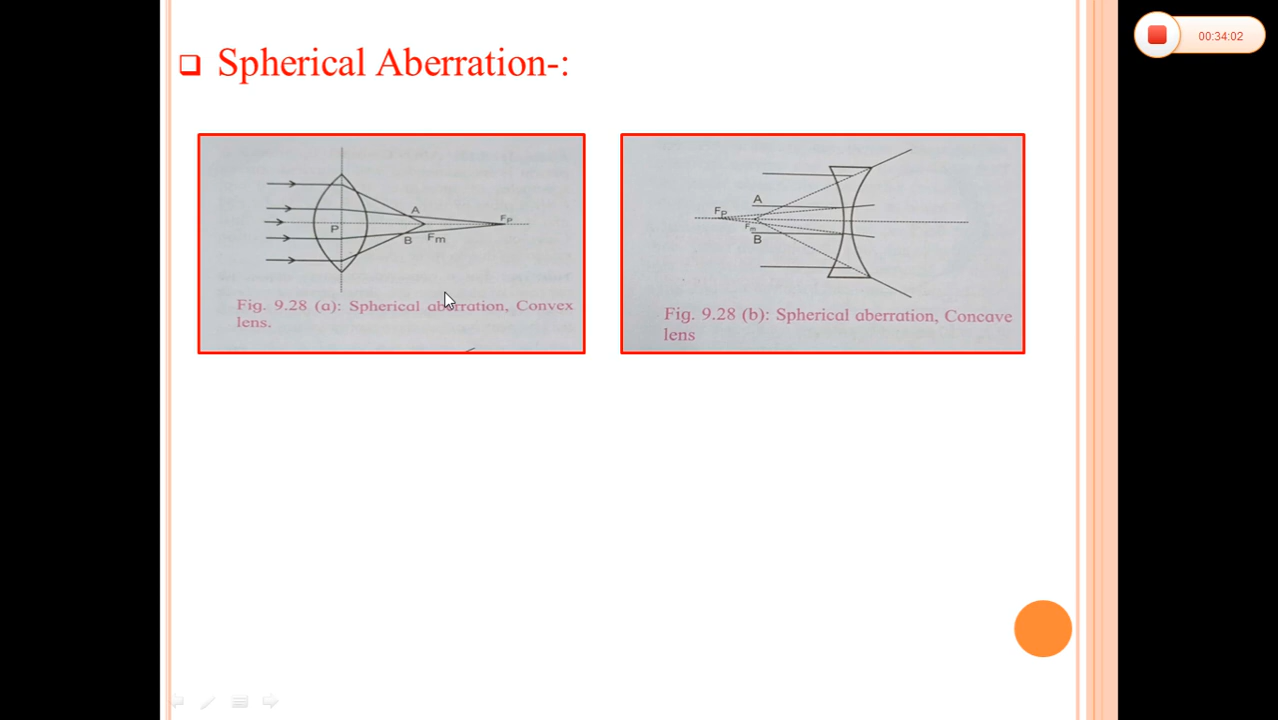 00:34:02
Spherical Aberration-:
A
P
B
Fm
FP
Fig. 9.28 (a): Spherical aberration, Convex
lens.
A
FP
Fm
B
Fig. 9.28 (b): Spherical aberration, Concave
lens